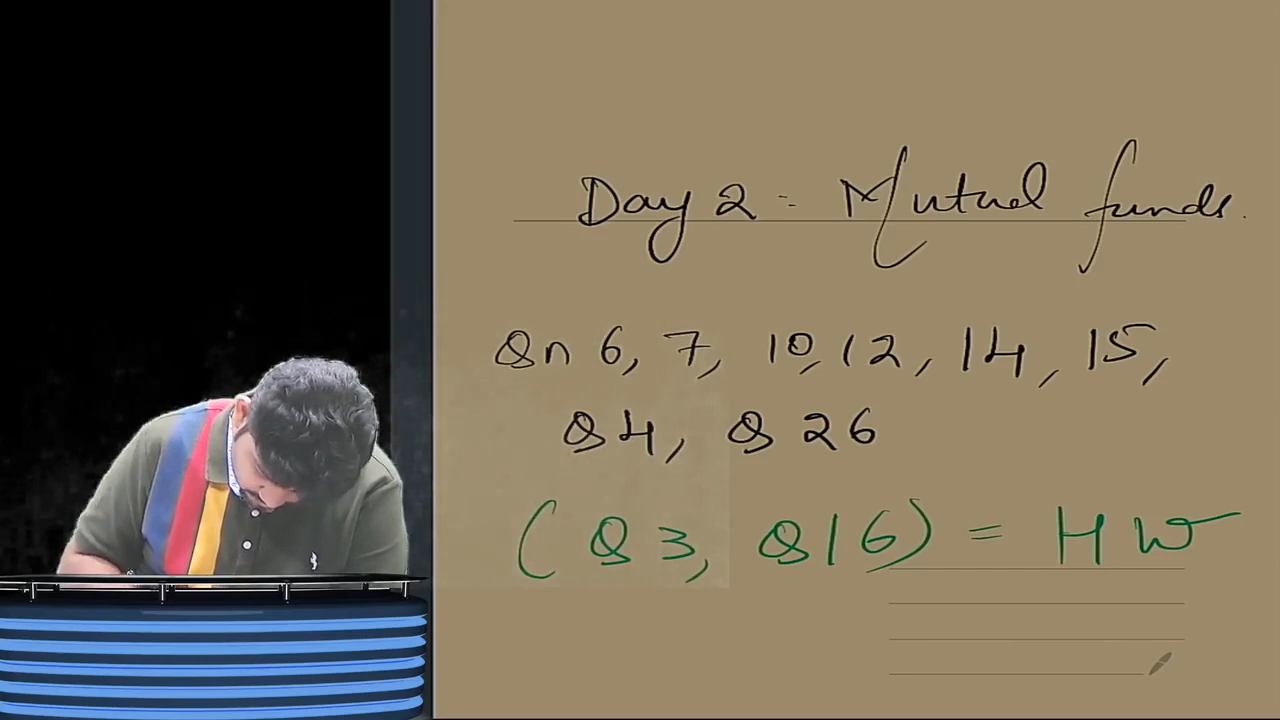 Day 2 : Mutual funds.
Qn 6, 7, 10, 12, 14, 15,
Q4, Q 26
(Q3, Q16) = HW